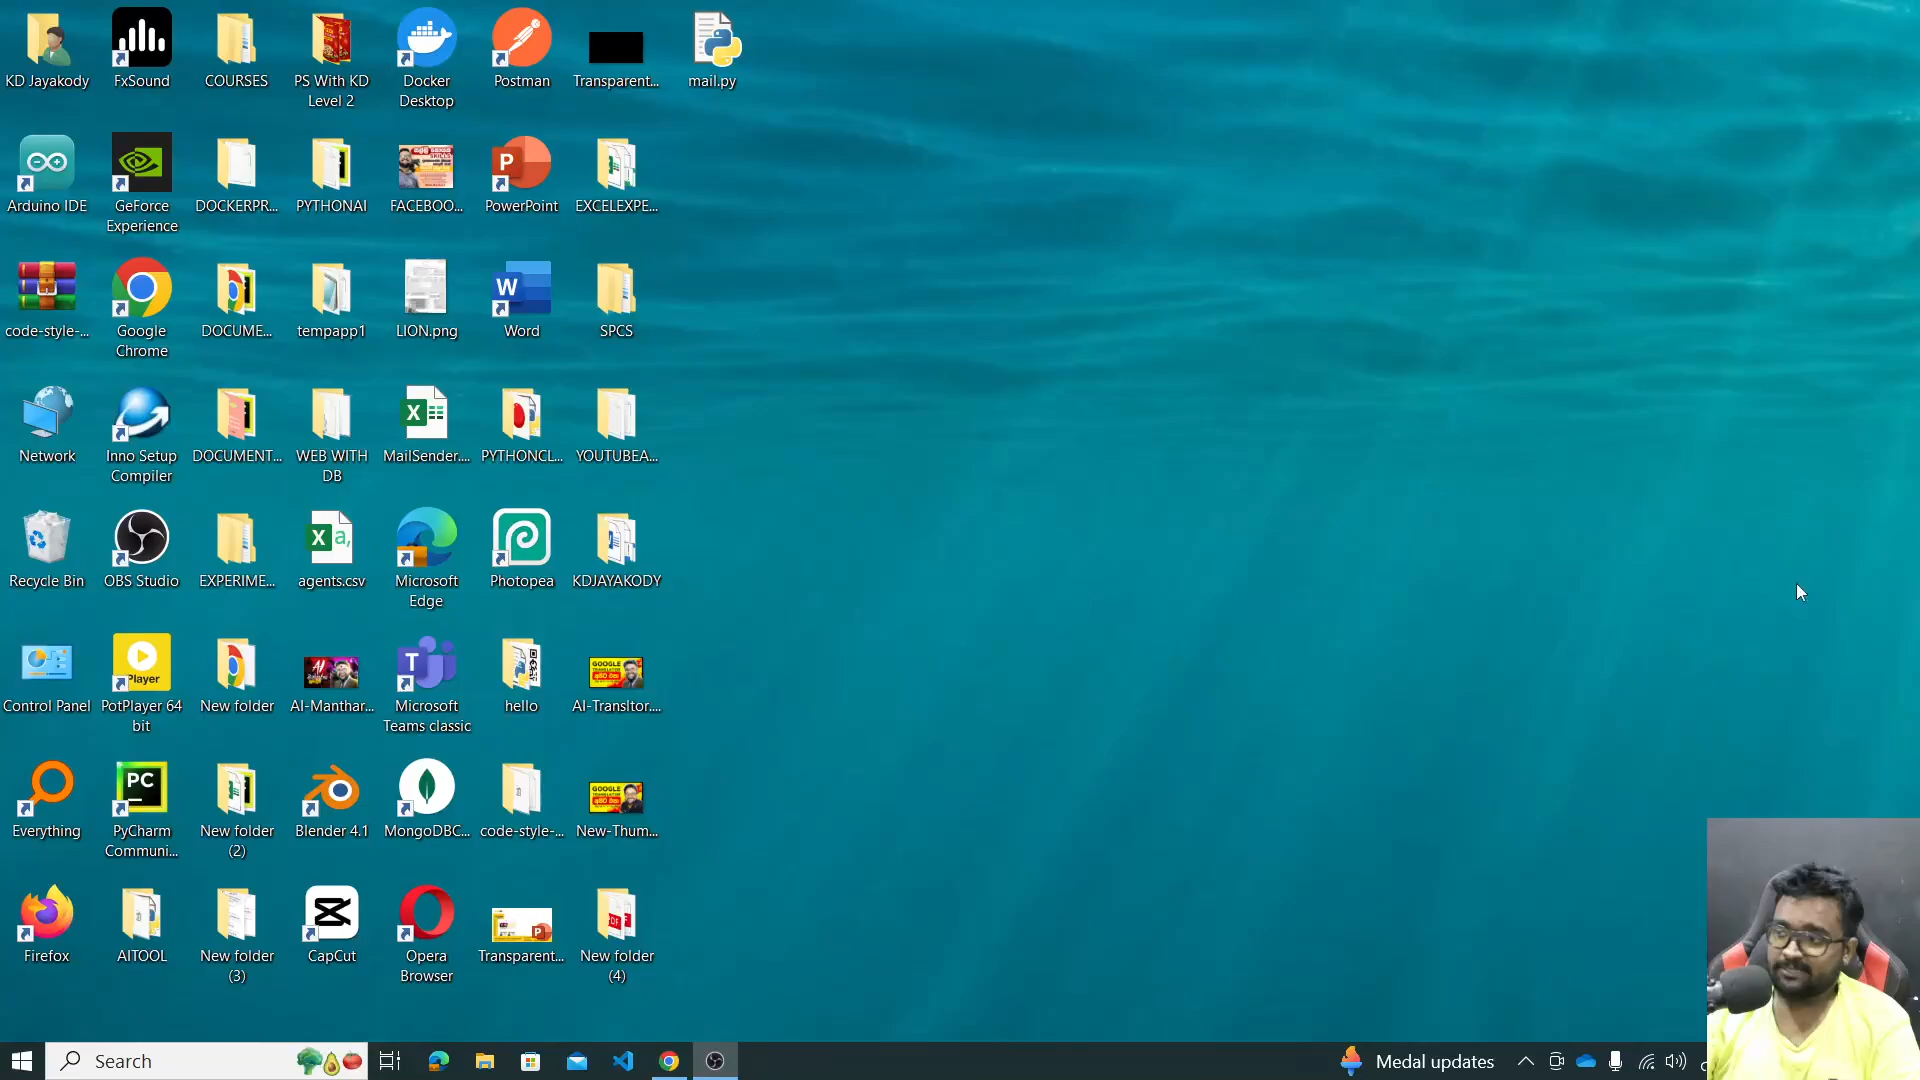 KD Jayakody
FxSound
COURSES
PS With KD
Level 2
Docker
Desktop
Postman
Transparent...
mail.py
Arduino IDE
GeForce
Experience
DOCKERPR...
PYTHONAI
FACEBOO...
PowerPoint
EXCELEXPE...
code-style-...
Google
Chrome
DOCUME...
tempapp1
LION.png
Word
SPCS
Network
Inno Setup
Compiler
DOCUMENT...
WEB WITH
DB
MailSender....
PYTHONCL...
YOUTUBEA...
Recycle Bin
OBS Studio
EXPERIME...
agents.csv
Microsoft
Edge
Photopea
KDJAYAKODY
Control Panel
PotPlayer 64
bit
New folder
AI-Manthar...
Microsoft
Teams classic
hello
AI-Transltor....
Everything
PyCharm
Communi...
New folder
(2)
Blender 4.1
MongoDBC...
code-style-...
New-Thum...
Firefox
AITOOL
New folder
(3)
CapCut
Opera
Browser
Transparent...
New folder
(4)
Search
Medal updates